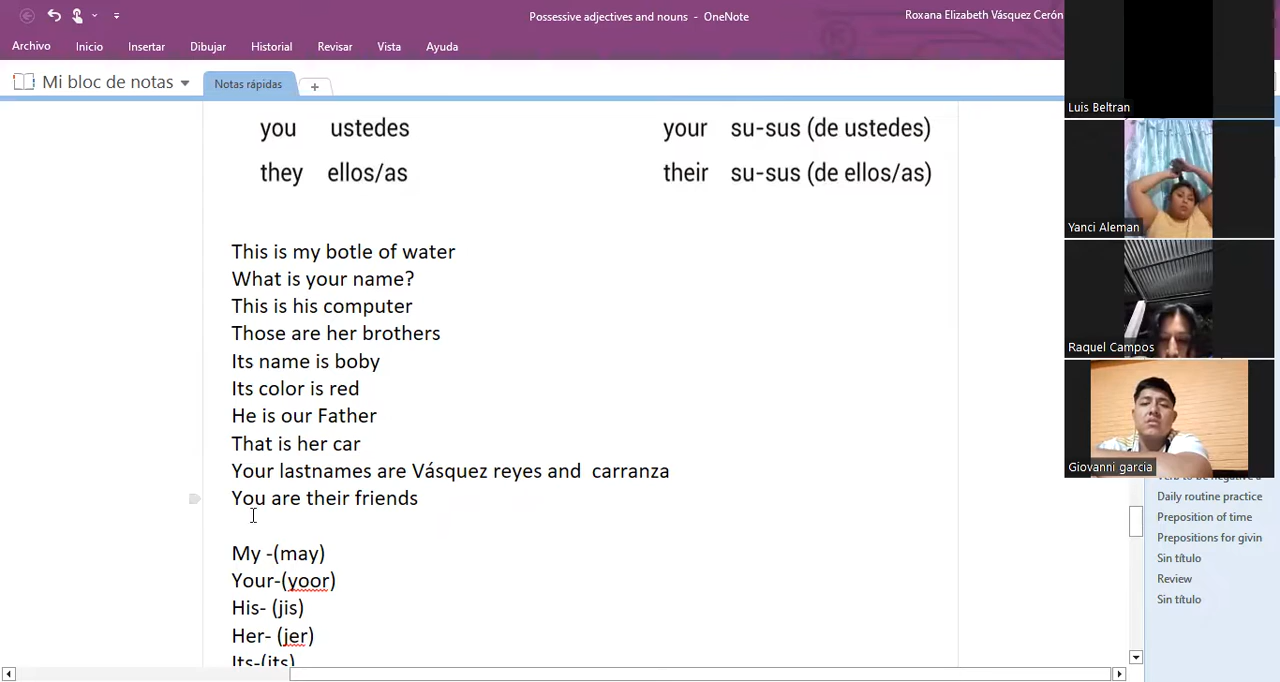 Possessive adjectives and nouns - OneNote
Roxana Elizabeth Vásquez Cerón
Archivo Inicio Insertar Dibujar Historial Revisar Vista Ayuda
Mi bloc de notas
Notas rápidas
+
you ustedes your su-sus (de ustedes)
they ellos/as their su-sus (de ellos/as)
This is my botle of water
What is your name?
This is his computer
Those are her brothers
Its name is boby
Its color is red
He is our Father
That is her car
Your lastnames are Vásquez reyes and carranza
You are their friends
My -(may)
Your-(yoor)
His- (jis)
Her- (jer)
Its-(its)
Luis Beltran
Yanci Aleman
Raquel Campos
Giovanni garcia
Daily routine practice
Preposition of time
Prepositions for givin
Sin título
Review
Sin título